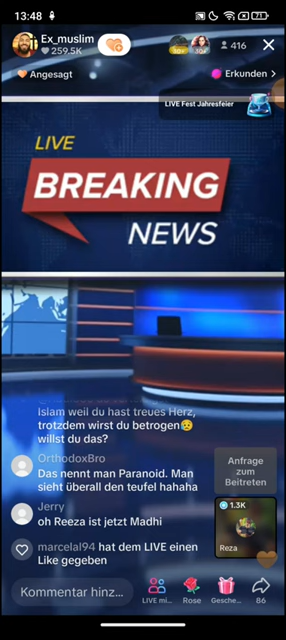 13:48
71
Ex_muslim
259,5K
30+
10+
416
Angesagt
Erkunden >
LIVE Fest Jahresfeier
LIVE
BREAKING
NEWS
Islam weil du hast treues Herz,
trotzdem wirst du betrogen😢
willst du das?
OrthodoxBro
Das nennt man Paranoid. Man
sieht überall den teufel hahaha
Jerry
oh Reeza ist jetzt Madhi
marcelal94 hat dem LIVE einen
Like gegeben
Anfrage
zum
Beitreten
1.3K
Reza
Kommentar hinz...
LIVE mi...
Rose
Gesche...
86